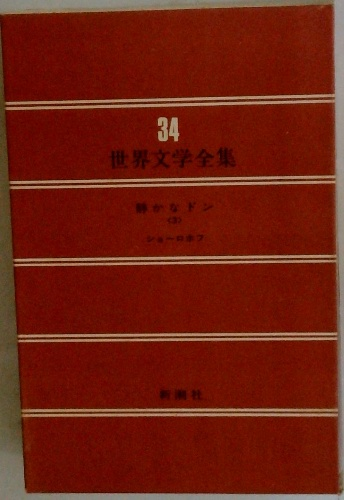 34
世界文学全集
静かなドン
(3)
ショーロホフ
新潮社